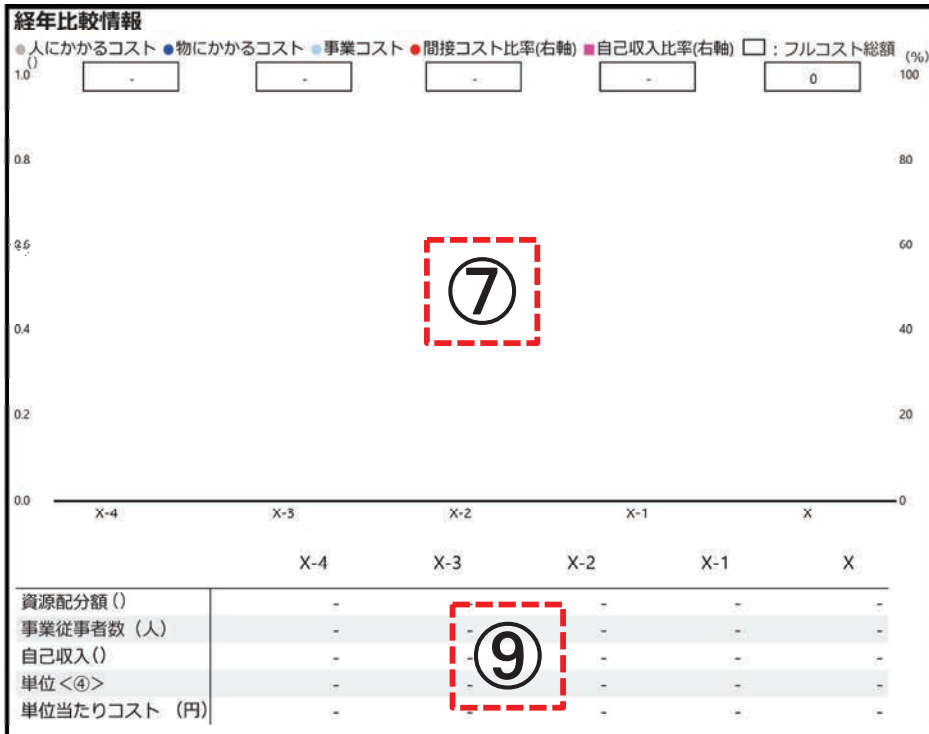 経年比較情報
●人にかかるコスト ●物にかかるコスト ●事業コスト ●間接コスト比率(右軸) ■自己収入比率(右軸) □：フルコスト総額 (%)
()
1.0 - - - - 0 100
0.8 80
0.6 60
⑦
0.4 40
0.2 20
0.0 0
X-4 X-3 X-2 X-1 X
X-4 X-3 X-2 X-1 X
資源配分額() - - - - -
事業従事者数（人） - - - - -
自己収入() - - - - -
⑨
単位<④> - - - - -
単位当たりコスト （円） - - - - -